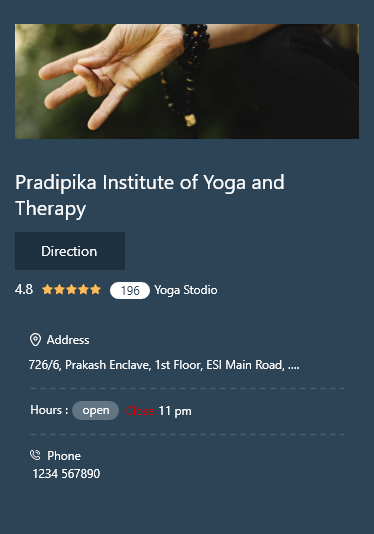 Pradipika Institute of Yoga and
Therapy
Direction
4.8 196 Yoga Stodio
Address
726/6, Prakash Enclave, 1st Floor, ESI Main Road, ....
Hours : open 11 pm
Phone
1234 567890